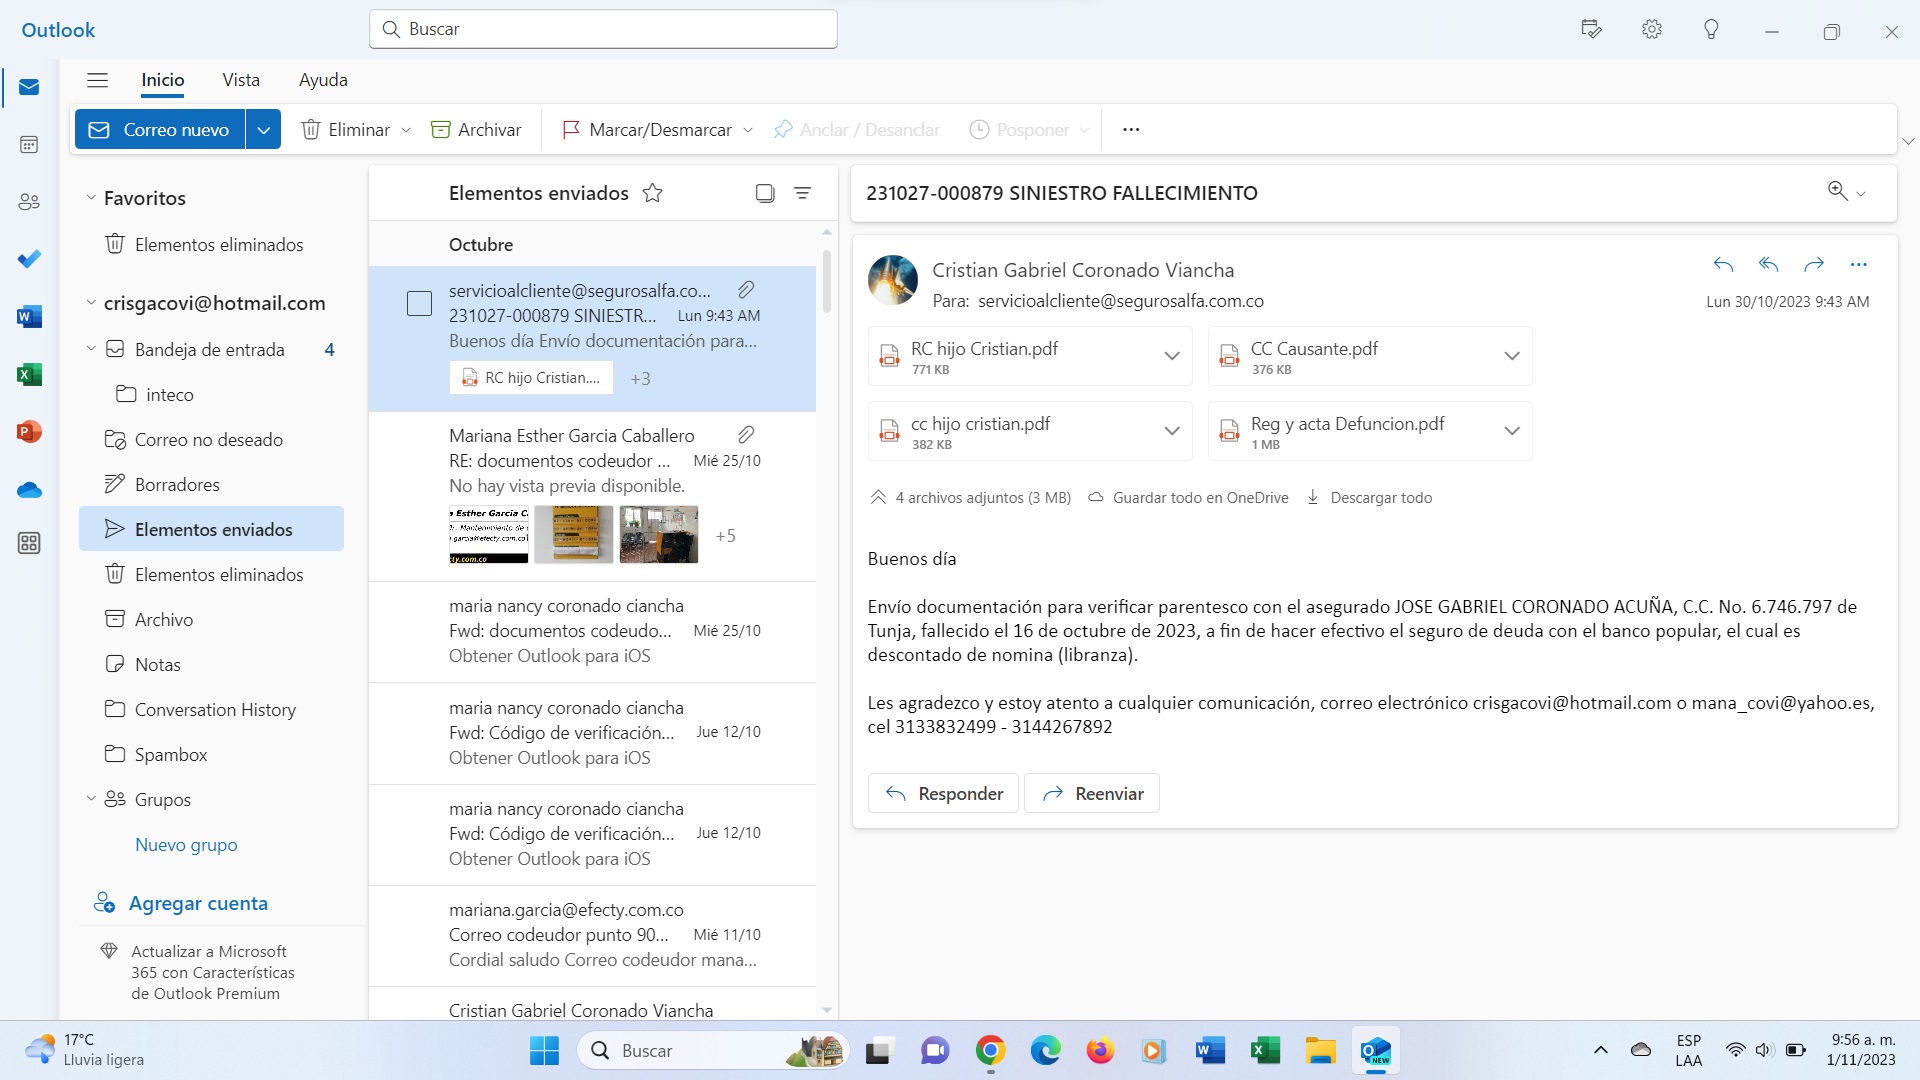 Outlook
Buscar
Inicio
Vista
Ayuda
Correo nuevo
Eliminar
Archivar
Marcar/Desmarcar
Anclar / Desanclar
Posponer
Favoritos
Elementos eliminados
crisgacovi@hotmail.com
Bandeja de entrada 4
inteco
Correo no deseado
Borradores
Elementos enviados
Elementos eliminados
Archivo
Notas
Conversation History
Spambox
Grupos
Nuevo grupo
Agregar cuenta
Actualizar a Microsoft
365 con Características
de Outlook Premium
Elementos enviados
Octubre
servicioalcliente@segurosalfa.co...
231027-000879 SINIESTR... Lun 9:43 AM
Buenos día Envío documentación para...
RC hijo Cristian.... +3
Mariana Esther Garcia Caballero
RE: documentos codeudor ... Mié 25/10
No hay vista previa disponible.
Esther Garcia C
Mantenimiento de
garcia@efecty.com.co
+5
maria nancy coronado ciancha
Fwd: documentos codeudo... Mié 25/10
Obtener Outlook para iOS
maria nancy coronado ciancha
Fwd: Código de verificación... Jue 12/10
Obtener Outlook para iOS
maria nancy coronado ciancha
Fwd: Código de verificación... Jue 12/10
Obtener Outlook para iOS
mariana.garcia@efecty.com.co
Correo codeudor punto 90... Mié 11/10
Cordial saludo Correo codeudor mana...
Cristian Gabriel Coronado Viancha
231027-000879 SINIESTRO FALLECIMIENTO
Cristian Gabriel Coronado Viancha
Para: servicioalcliente@segurosalfa.com.co
Lun 30/10/2023 9:43 AM
RC hijo Cristian.pdf
771 KB
CC Causante.pdf
376 KB
cc hijo cristian.pdf
382 KB
Reg y acta Defuncion.pdf
1 MB
4 archivos adjuntos (3 MB) Guardar todo en OneDrive Descargar todo
Buenos día
Envío documentación para verificar parentesco con el asegurado JOSE GABRIEL CORONADO ACUÑA, C.C. No. 6.746.797 de
Tunja, fallecido el 16 de octubre de 2023, a fin de hacer efectivo el seguro de deuda con el banco popular, el cual es
descontado de nomina (libranza).
Les agradezco y estoy atento a cualquier comunicación, correo electrónico crisgacovi@hotmail.com o mana_covi@yahoo.es,
cel 3133832499 - 3144267892
Responder
Reenviar
17°C
Lluvia ligera
Buscar
NEW
ESP
LAA
9:56 a. m.
1/11/2023